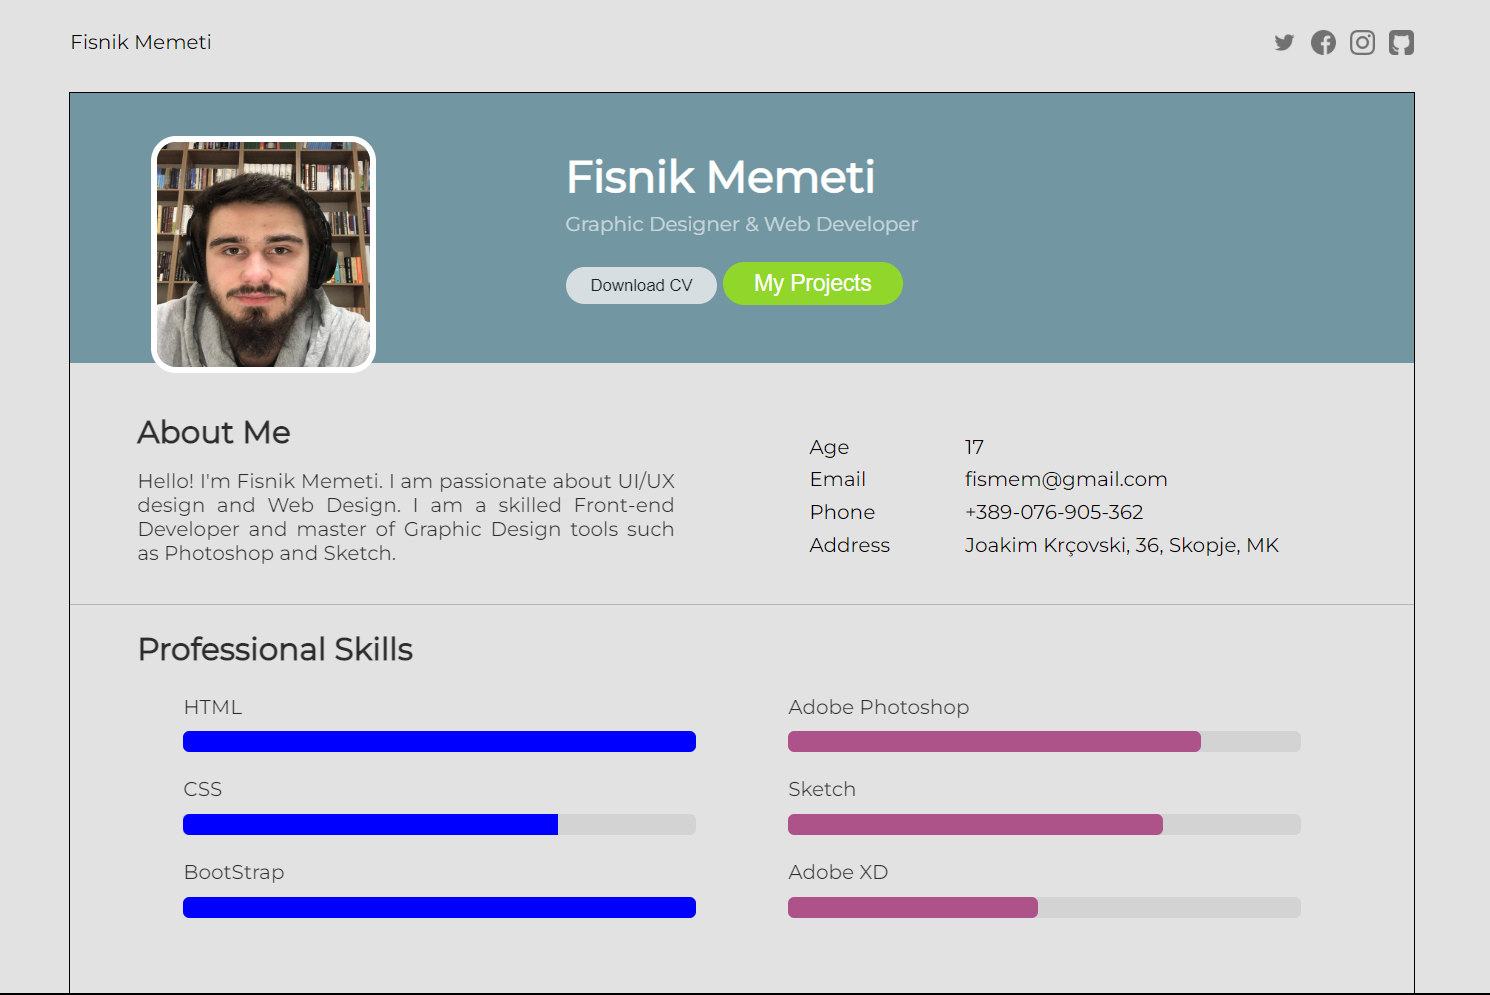 Fisnik Memeti
Fisnik Memeti
Graphic Designer & Web Developer
Download CV
My Projects
About Me
Hello! I'm Fisnik Memeti. I am passionate about UI/UX
design and Web Design. I am a skilled Front-end
Developer and master of Graphic Design tools such
as Photoshop and Sketch.
Age 17
Email fismem@gmail.com
Phone +389-076-905-362
Address Joakim Krçovski, 36, Skopje, MK
Professional Skills
HTML
CSS
BootStrap
Adobe Photoshop
Sketch
Adobe XD